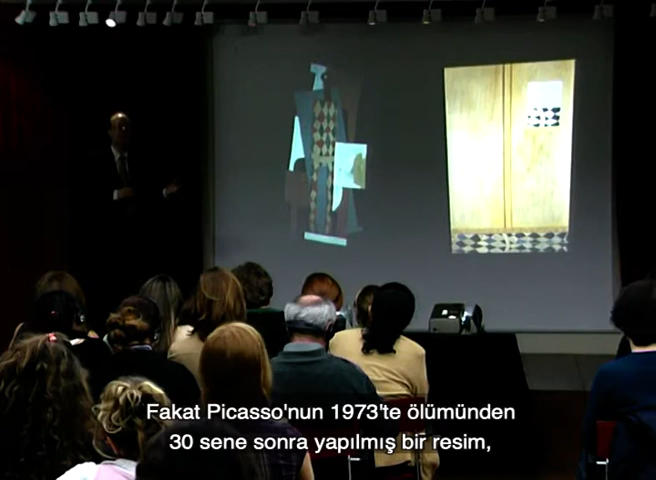 Fakat Picasso'nun 1973'te ölümünden
30 sene sonra yapılmış bir resim,